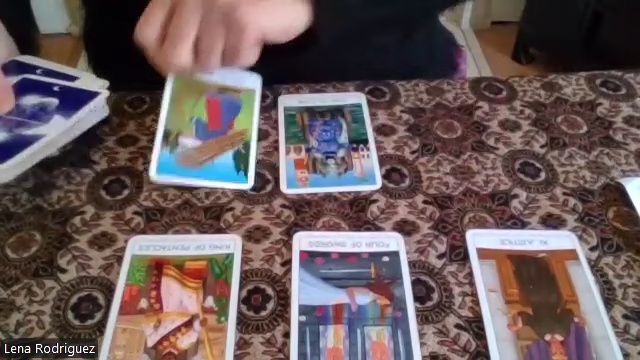 KING OF PENTACLES
FOUR OF SWORDS
XI. JUSTICE
Lena Rodriguez